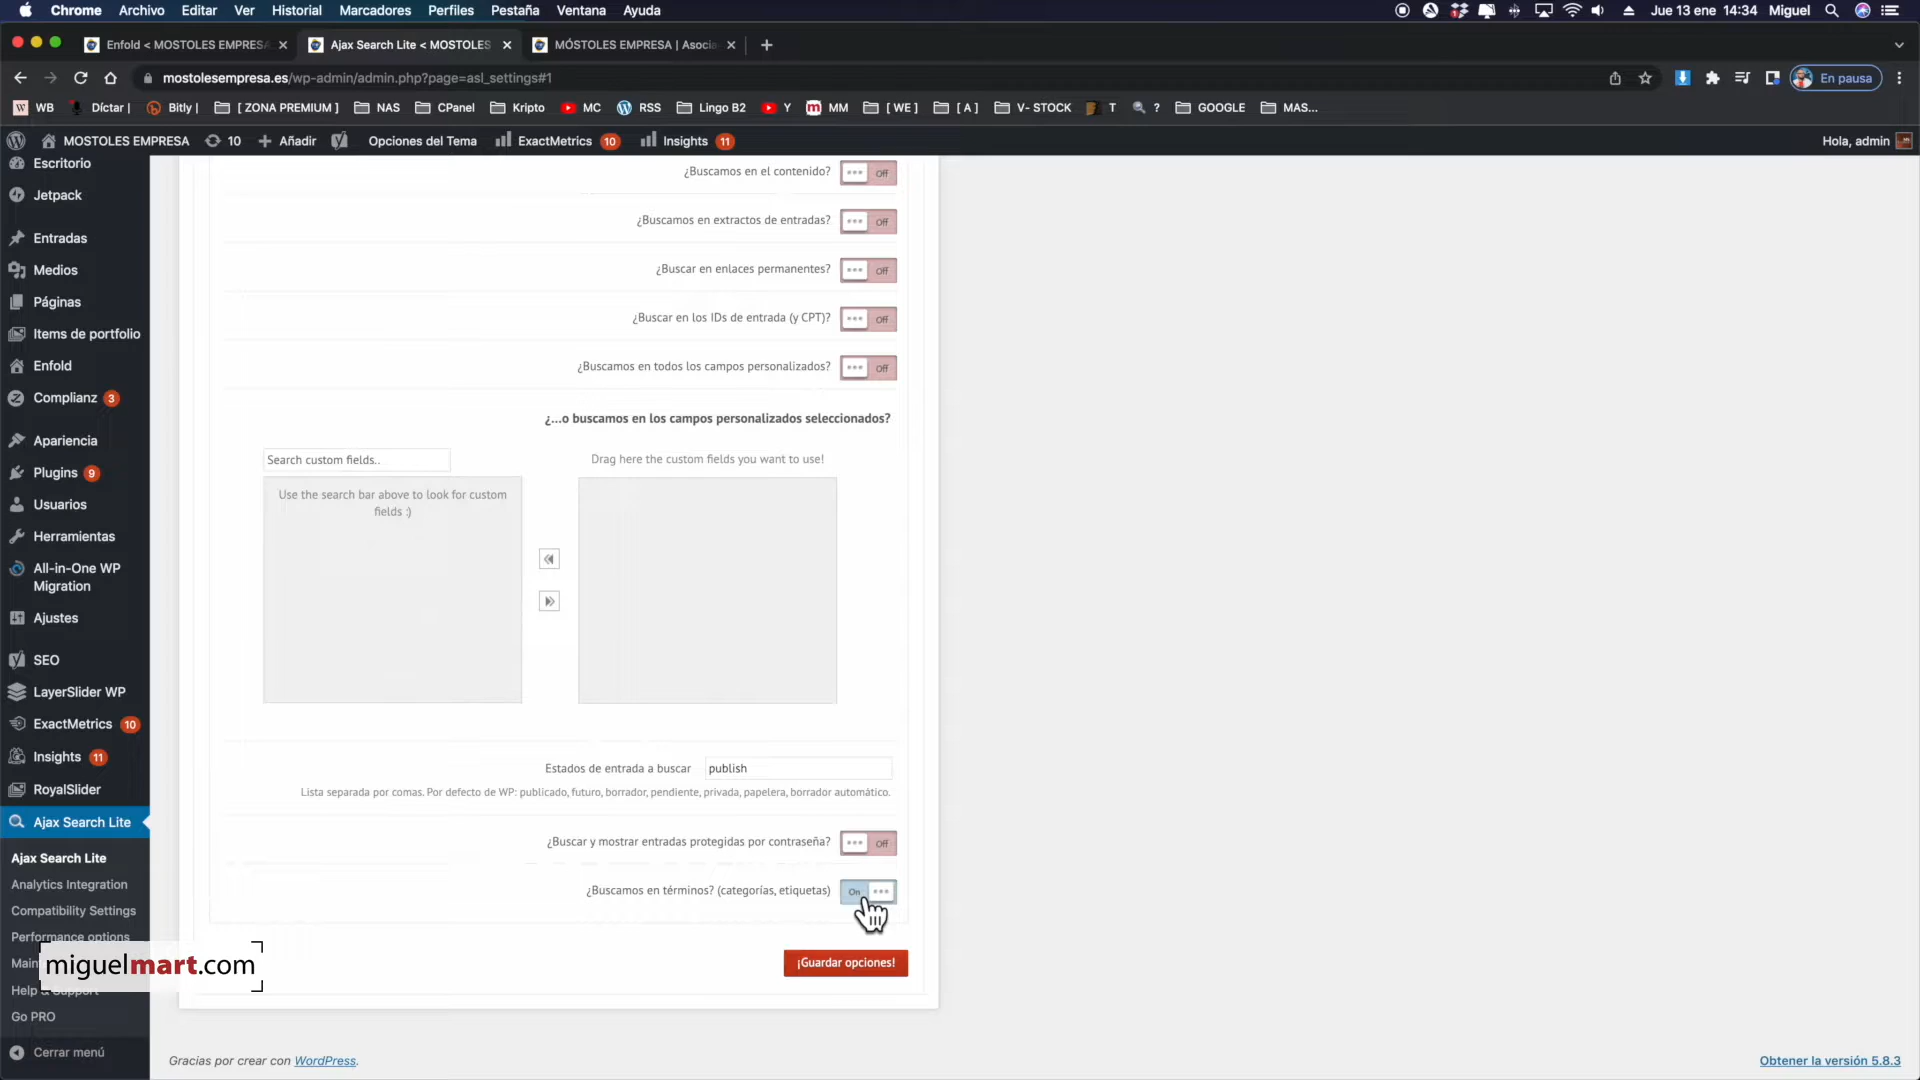 Chrome Archivo Editar Ver Historial Marcadores Perfiles Pestaña Ventana Ayuda Jue 13 ene 14:34 Miguel
Enfold < MOSTOLES EMPRESA Ajax Search Lite < MOSTOLES MÓSTOLES EMPRESA | Asocia
mostolesempresa.es/wp-admin/admin.php?page=asl_settings#1 En pausa
WB Díctar | Bitly | [ ZONA PREMIUM ] NAS CPanel Kripto MC RSS Lingo B2 Y MM [ WE ] [ A ] V- STOCK T ? GOOGLE MAS...
MOSTOLES EMPRESA 10 Añadir Opciones del Tema ExactMetrics 10 Insights 11 Hola, admin
Escritorio
Jetpack
Entradas
Medios
Páginas
Items de portfolio
Enfold
Complianz 3
Apariencia
Plugins 9
Usuarios
Herramientas
All-in-One WP
Migration
Ajustes
SEO
LayerSlider WP
ExactMetrics 10
Insights 11
RoyalSlider
Ajax Search Lite
Ajax Search Lite
Analytics Integration
Compatibility Settings
Performance options
Main
Help & Support
Go PRO
Cerrar menú
miguelmart.com
¿Buscamos en el contenido? Off
¿Buscamos en extractos de entradas? Off
¿Buscar en enlaces permanentes? Off
¿Buscar en los IDs de entrada (y CPT)? Off
¿Buscamos en todos los campos personalizados? Off
¿...o buscamos en los campos personalizados seleccionados?
Search custom fields.. Drag here the custom fields you want to use!
Use the search bar above to look for custom
fields :)
Estados de entrada a buscar publish
Lista separada por comas. Por defecto de WP: publicado, futuro, borrador, pendiente, privada, papelera, borrador automático.
¿Buscar y mostrar entradas protegidas por contraseña? Off
¿Buscamos en términos? (categorías, etiquetas) On
¡Guardar opciones!
Gracias por crear con WordPress. Obtener la versión 5.8.3